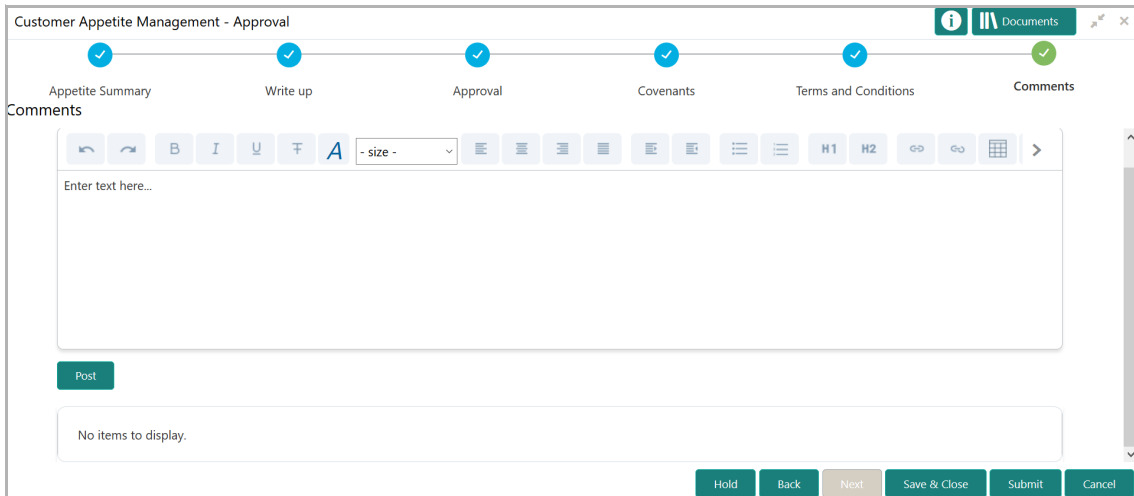 Customer Appetite Management - Approval
Documents
Appetite Summary Write up Approval Covenants Terms and Conditions Comments
Comments
B I U T A - size - H1 H2
Enter text here...
Post
No items to display.
Hold Back Next Save & Close Submit Cancel